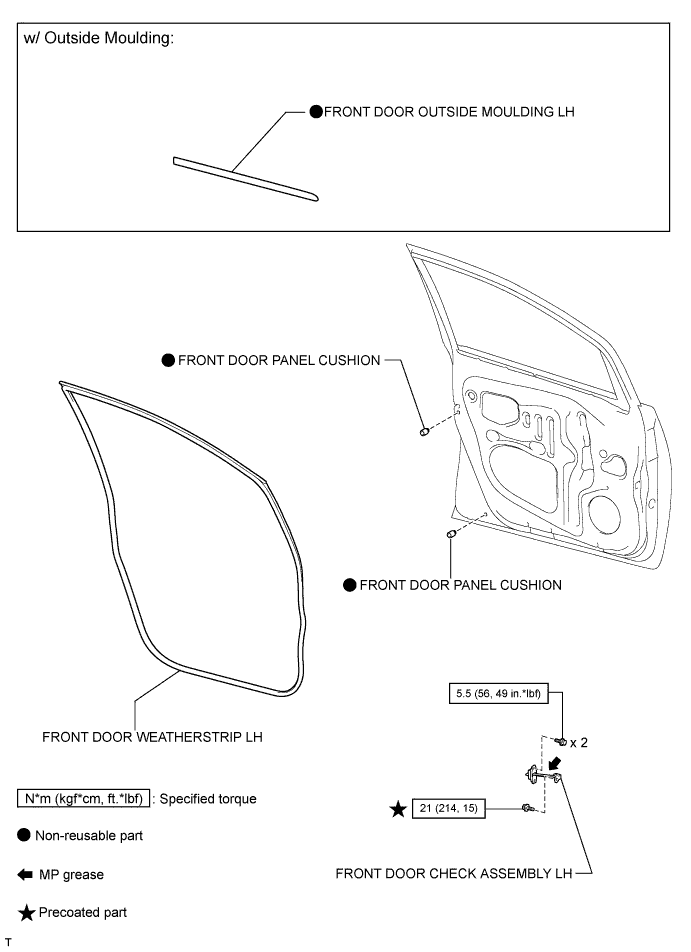 w/ Outside Moulding:
FRONT DOOR OUTSIDE MOULDING LH
FRONT DOOR PANEL CUSHION
FRONT DOOR PANEL CUSHION
5.5 (56, 49 in.*lbf)
x 2
FRONT DOOR WEATHERSTRIP LH
21 (214, 15)
FRONT DOOR CHECK ASSEMBLY LH
N*m (kgf*cm, ft.*lbf) : Specified torque
Non-reusable part
MP grease
Precoated part
T